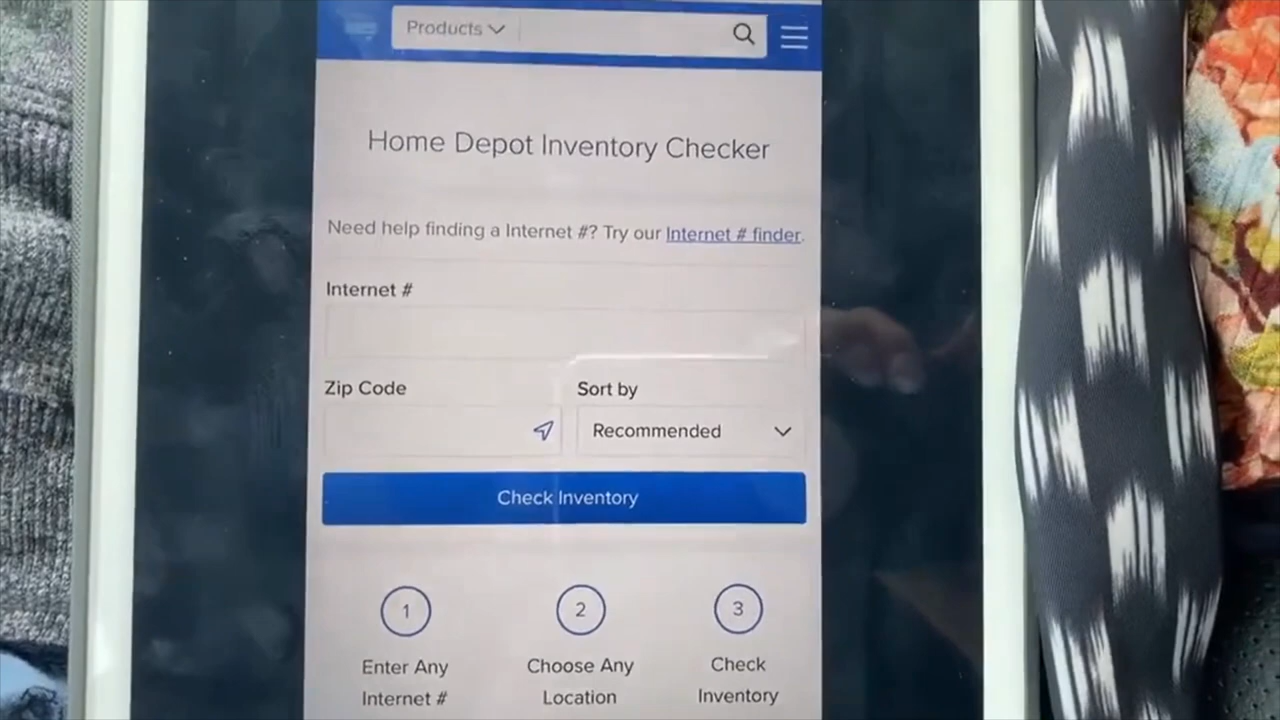 Products
Home Depot Inventory Checker
Need help finding a Internet #? Try our Internet # finder.
Internet #
Zip Code
Sort by
Recommended
Check Inventory
1
2
3
Enter Any
Internet #
Choose Any
Location
Check
Inventory